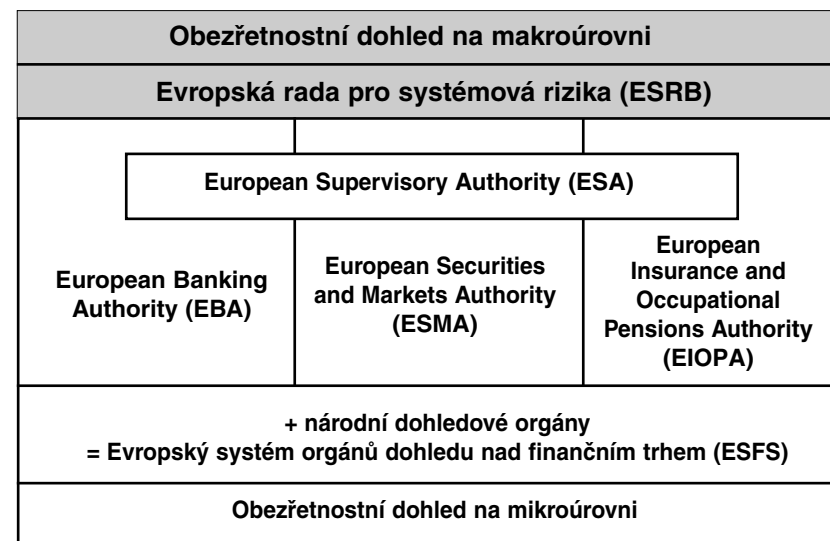 Obezřetnostní dohled na makroúrovni
Evropská rada pro systémová rizika (ESRB)
European Supervisory Authority (ESA)
European Banking
Authority (EBA)
European Securities
and Markets Authority
(ESMA)
European
Insurance and
Occupational
Pensions Authority
(EIOPA)
+ národní dohledové orgány
= Evropský systém orgánů dohledu nad finančním trhem (ESFS)
Obezřetnostní dohled na mikroúrovni